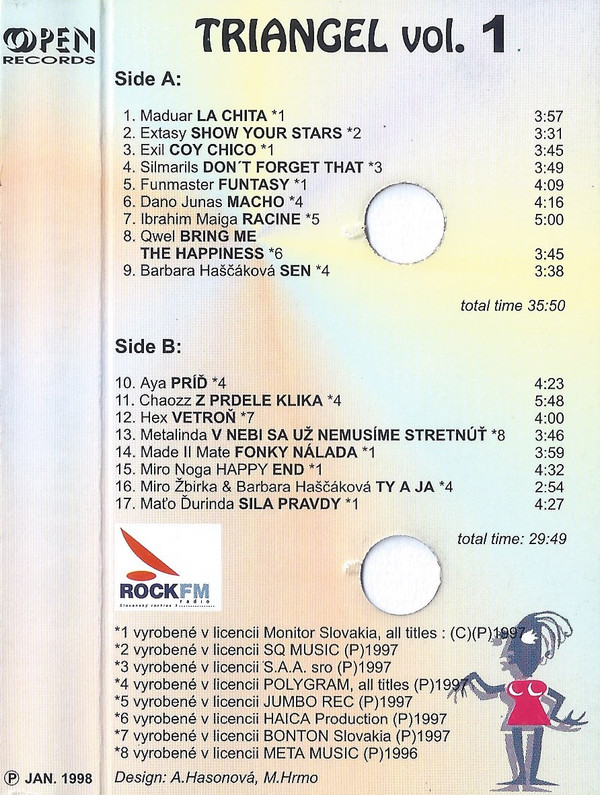 OPEN
RECORDS
TRIANGEL vol. 1
Side A:
1. Maduar LA CHITA *1 3:57
2. Extasy SHOW YOUR STARS *2 3:31
3. Exil COY CHICO *1 3:45
4. Silmarils DON´T FORGET THAT *3 3:49
5. Funmaster FUNTASY *1 4:09
6. Dano Junas MACHO *4 4:16
7. Ibrahim Maiga RACINE *5 5:00
8. Qwel BRING ME
THE HAPPINESS *6 3:45
9. Barbara Haščáková SEN *4 3:38
total time 35:50
Side B:
10. Aya PRÍĎ *4 4:23
11. Chaozz Z PRDELE KLIKA *4 5:48
12. Hex VETROŇ *7 4:00
13. Metalinda V NEBI SA UŽ NEMUSÍME STRETNÚŤ *8 3:46
14. Made II Mate FONKY NÁLADA *1 3:59
15. Miro Noga HAPPY END *1 4:32
16. Miro Žbirka & Barbara Haščáková TY A JA *4 2:54
17. Maťo Ďurinda SILA PRAVDY *1 4:27
total time: 29:49
ROCKFM
radio
*1 vyrobené v licencii Monitor Slovakia, all titles : (C)(P)1997
*2 vyrobené v licencii SQ MUSIC (P)1997
*3 vyrobené v licencii S.A.A. sro (P)1997
*4 vyrobené v licencii POLYGRAM, all titles (P)1997
*5 vyrobené v licencii JUMBO REC (P)1997
*6 vyrobené v licencii HAICA Production (P)1997
*7 vyrobené v licencii BONTON Slovakia (P)1997
*8 vyrobené v licencii META MUSIC (P)1996
Ⓟ JAN. 1998
Design: A.Hasonová, M.Hrmo